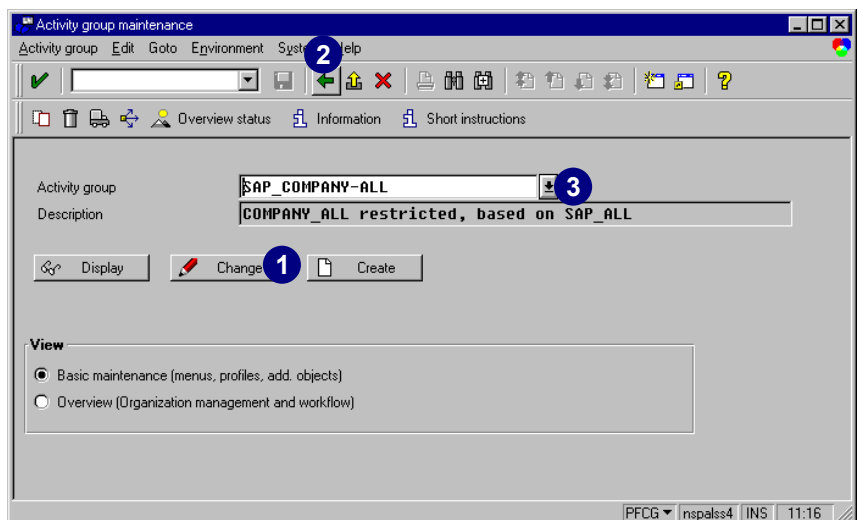 Activity group maintenance
Activity group Edit Goto Environment Syste Help
2
Overview status Information Short instructions
Activity group SAP_COMPANY-ALL 3
Description COMPANY_ALL restricted, based on SAP_ALL
Display Change 1 Create
View
Basic maintenance (menus, profiles, add. objects)
Overview (Organization management and workflow)
PFCG nspalss4 INS 11:16